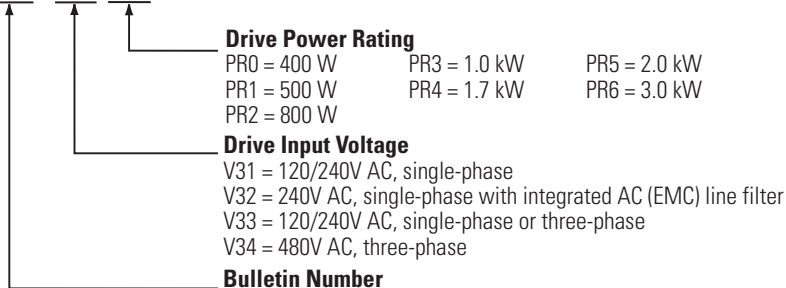 Drive Power Rating
PR0 = 400 W PR3 = 1.0 kW PR5 = 2.0 kW
PR1 = 500 W PR4 = 1.7 kW PR6 = 3.0 kW
PR2 = 800 W
Drive Input Voltage
V31 = 120/240V AC, single-phase
V32 = 240V AC, single-phase with integrated AC (EMC) line filter
V33 = 120/240V AC, single-phase or three-phase
V34 = 480V AC, three-phase
Bulletin Number